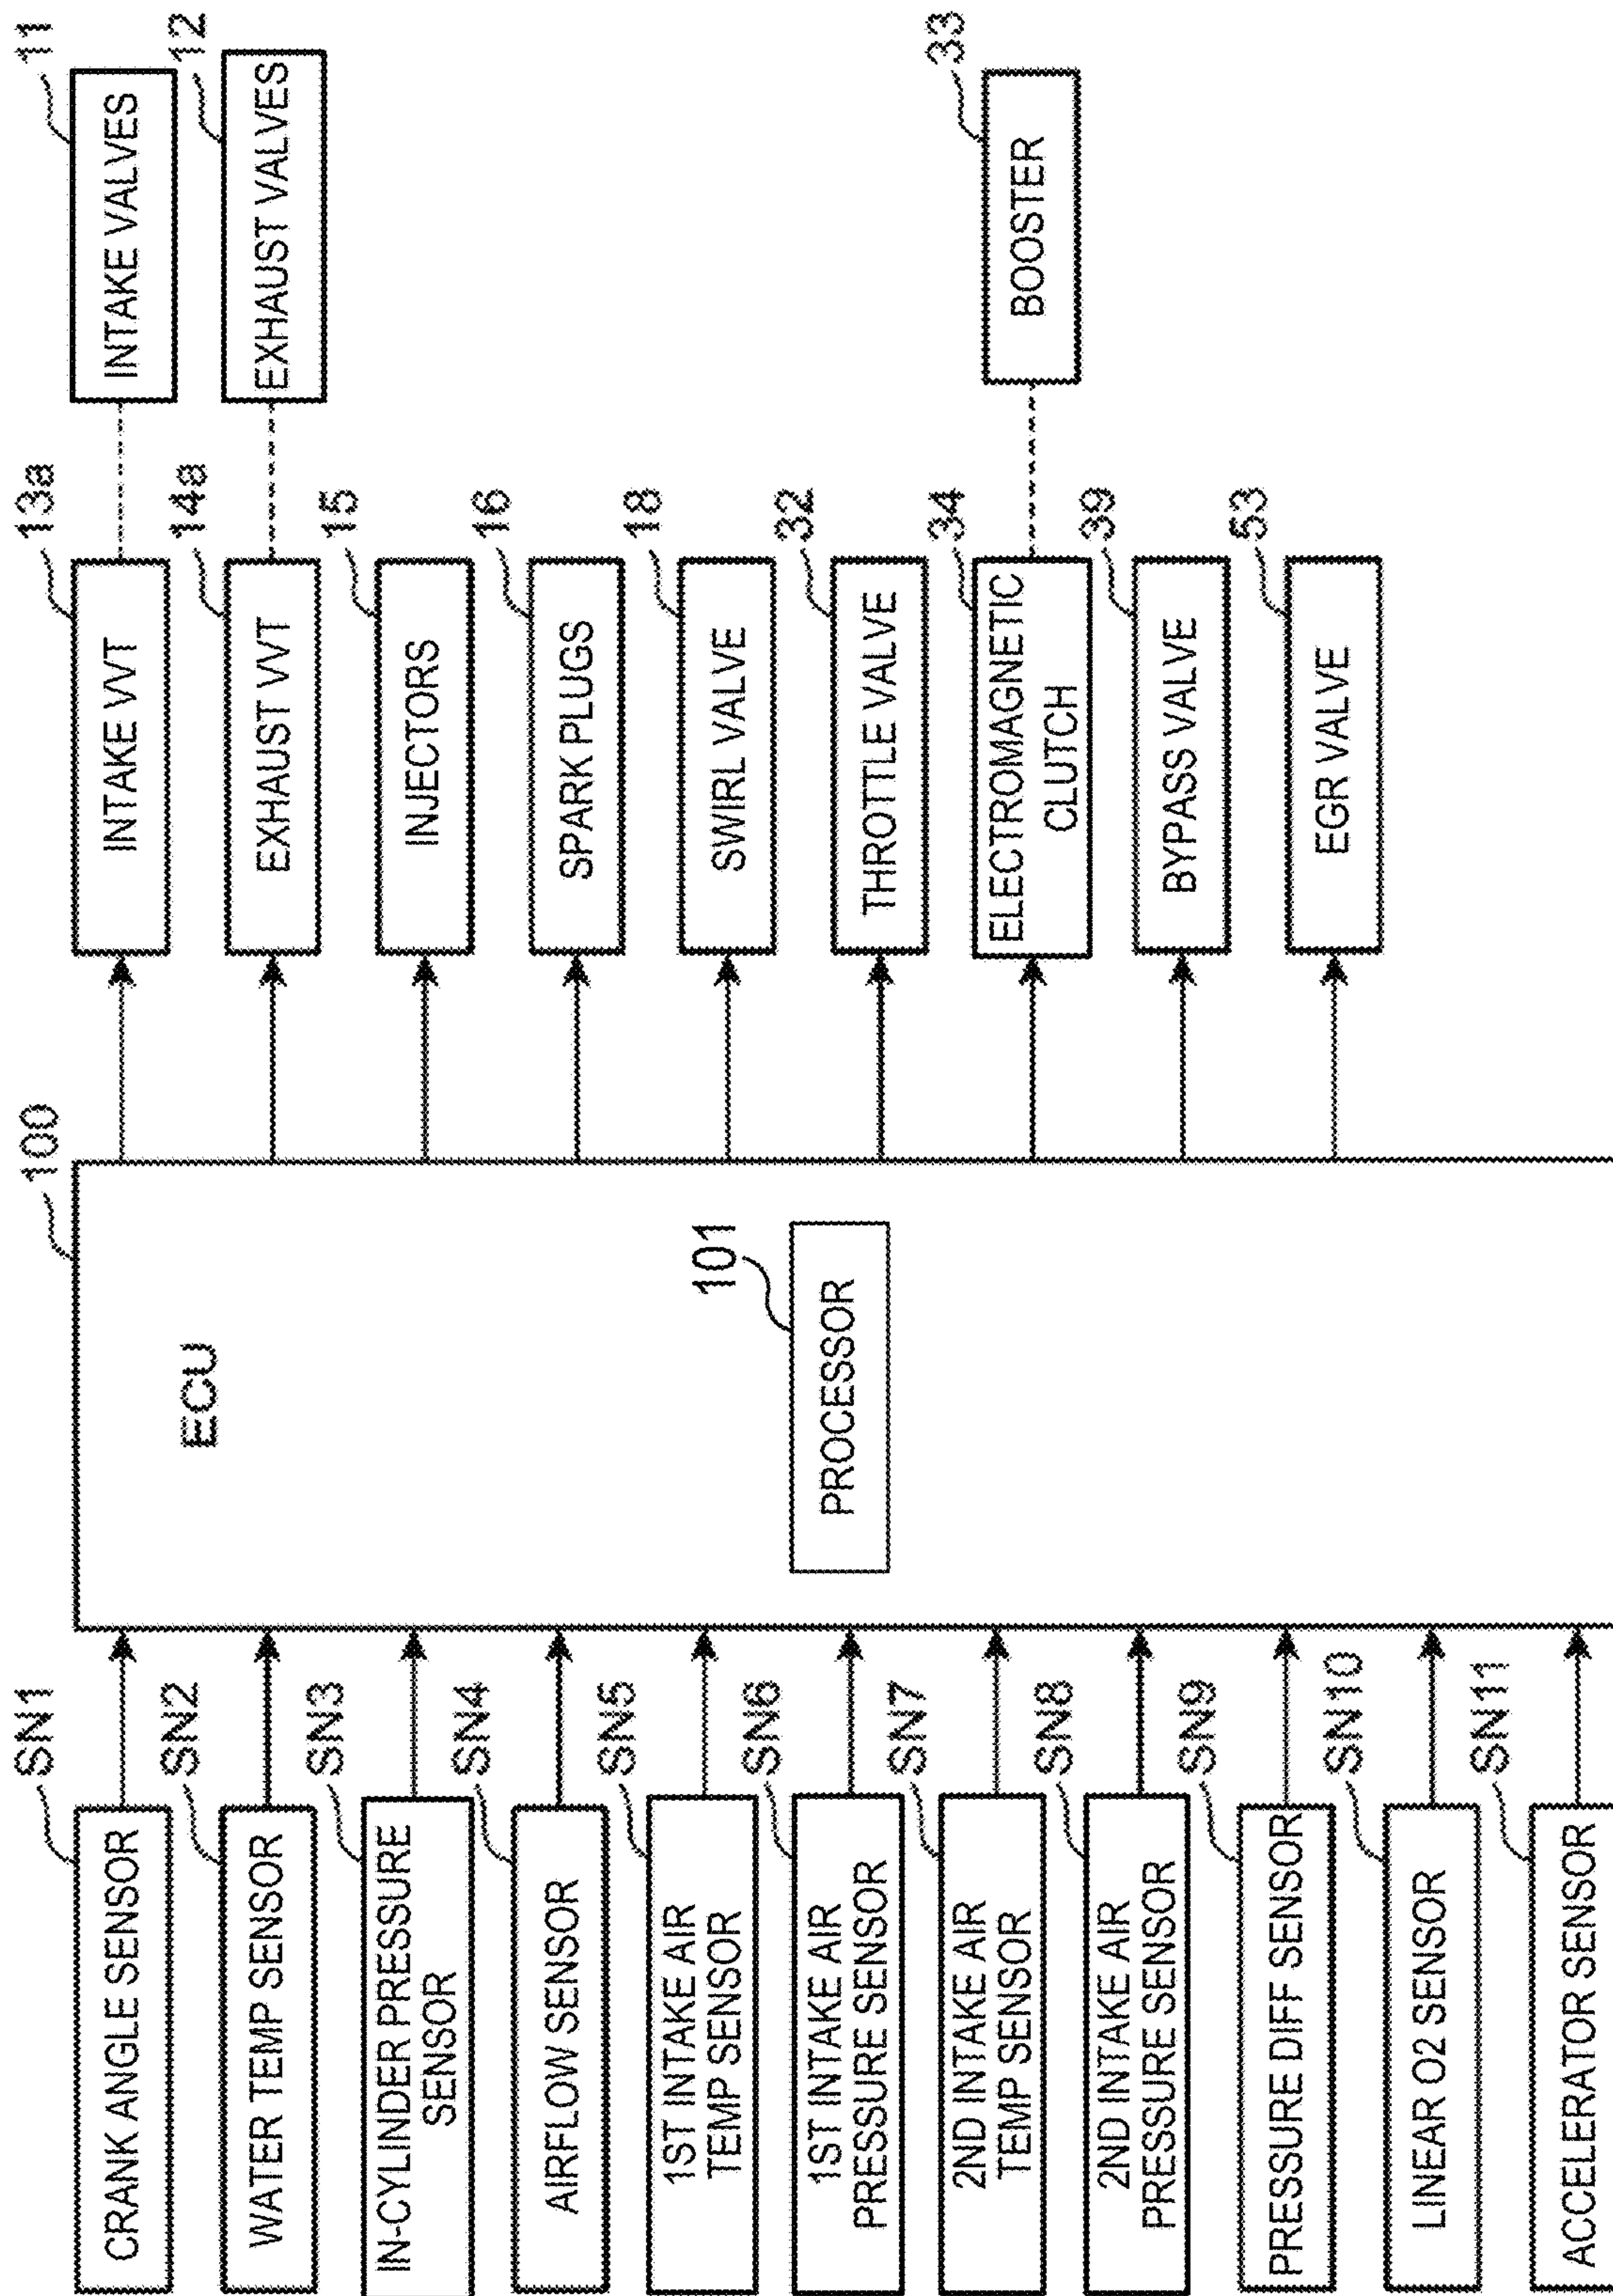 SN1
CRANK ANGLE SENSOR
SN2
WATER TEMP SENSOR
SN3
IN-CYLINDER PRESSURE
SENSOR
SN4
AIRFLOW SENSOR
SN5
1ST INTAKE AIR
TEMP SENSOR
SN6
1ST INTAKE AIR
PRESSURE SENSOR
SN7
2ND INTAKE AIR
TEMP SENSOR
SN8
2ND INTAKE AIR
PRESSURE SENSOR
SN9
PRESSURE DIFF SENSOR
SN10
LINEAR O2 SENSOR
SN11
ACCELERATOR SENSOR
100
ECU
101
PROCESSOR
13a
INTAKE VVT
14a
EXHAUST VVT
15
INJECTORS
16
SPARK PLUGS
18
SWIRL VALVE
32
THROTTLE VALVE
34
ELECTROMAGNETIC
CLUTCH
39
BYPASS VALVE
53
EGR VALVE
11
INTAKE VALVES
12
EXHAUST VALVES
33
BOOSTER